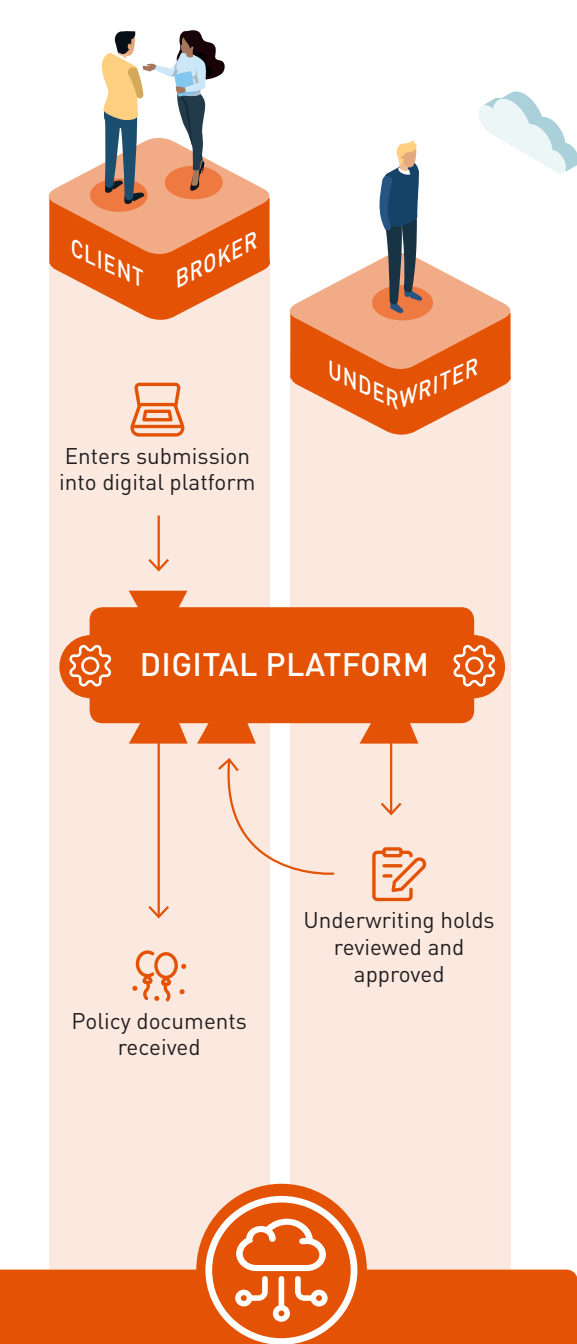 CLIENT
BROKER
UNDERWRITER
Enters submission
into digital platform
DIGITAL PLATFORM
Underwriting holds
reviewed and
approved
Policy documents
received